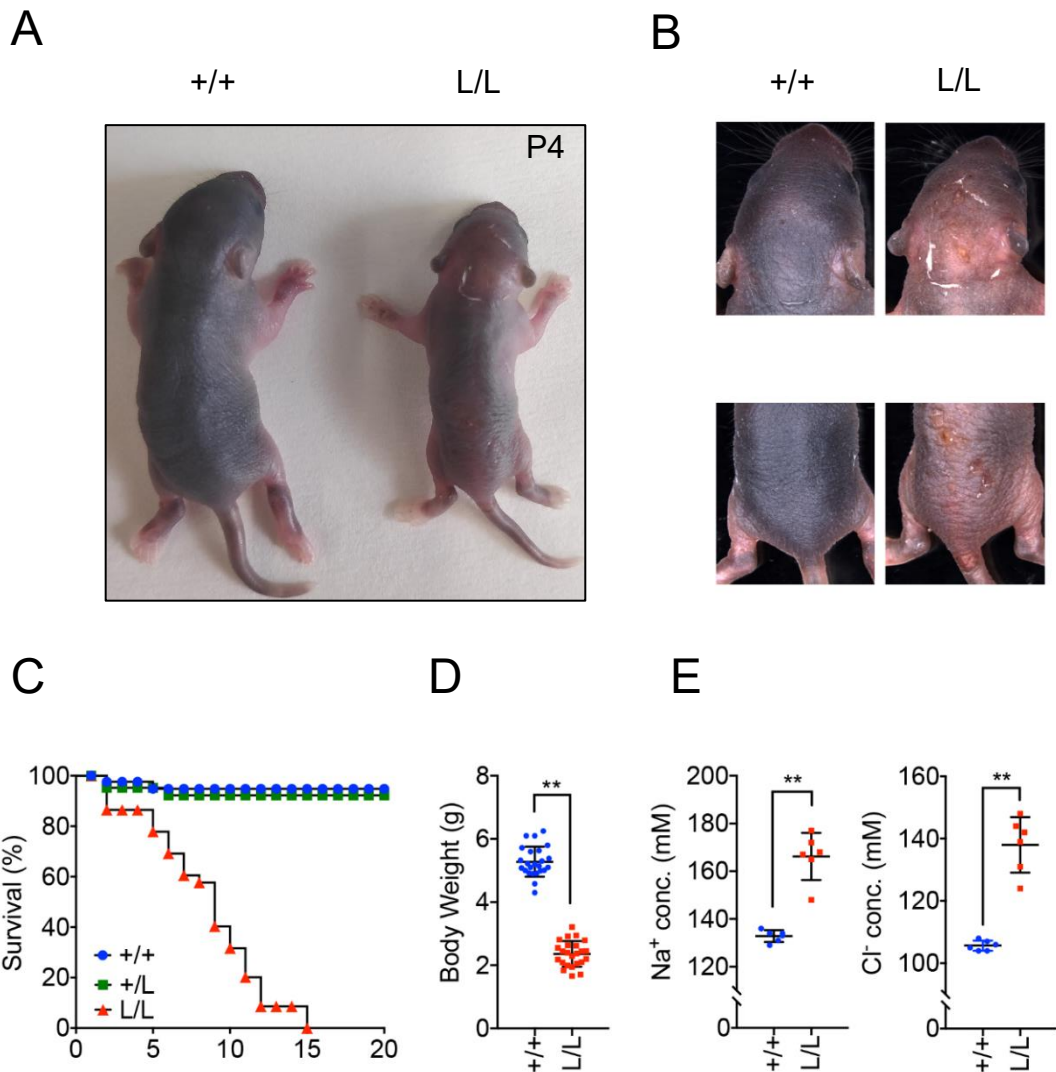 A
B
+/+ L/L
+/+ L/L
P4
C
D
E
Survival (%)
100
80
60
40
20
0
0 5 10 15 20
+/+
+/L
L/L
Body Weight (g)
8
6
4
2
0
**
+/+ L/L
Na⁺ conc. (mM)
200
180
160
130
120
0
**
+/+ L/L
Cl⁻ conc. (mM)
160
140
120
100
0
**
+/+ L/L